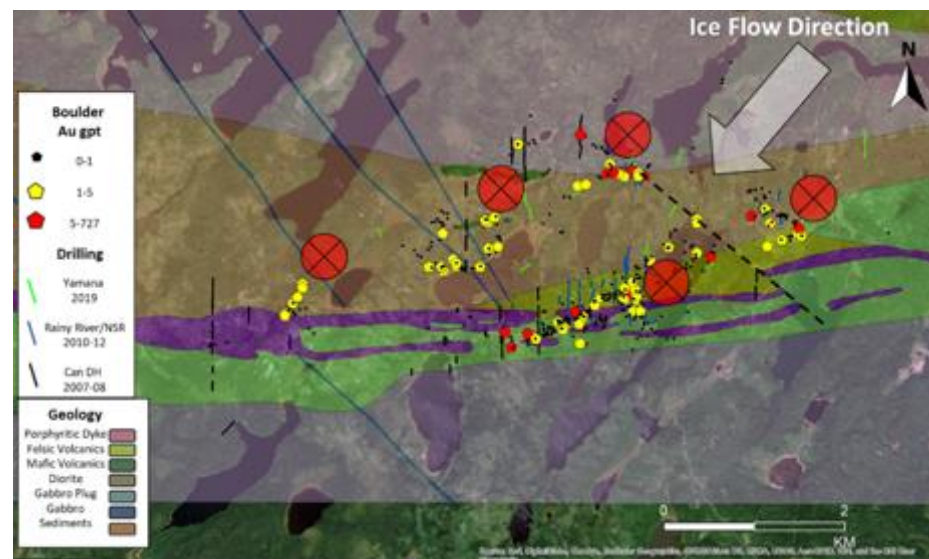 Ice Flow Direction
N
Boulder
Au gpt
0-1
1-5
5-727
Drilling
Yamana
2019
Rainy River/NSR
2010-12
Can DH
2007-08
Geology
Porphyritic Dyke
Felsic Volcanics
Mafic Volcanics
Diorite
Gabbro Plug
Gabbro
Sediments
0 2
KM